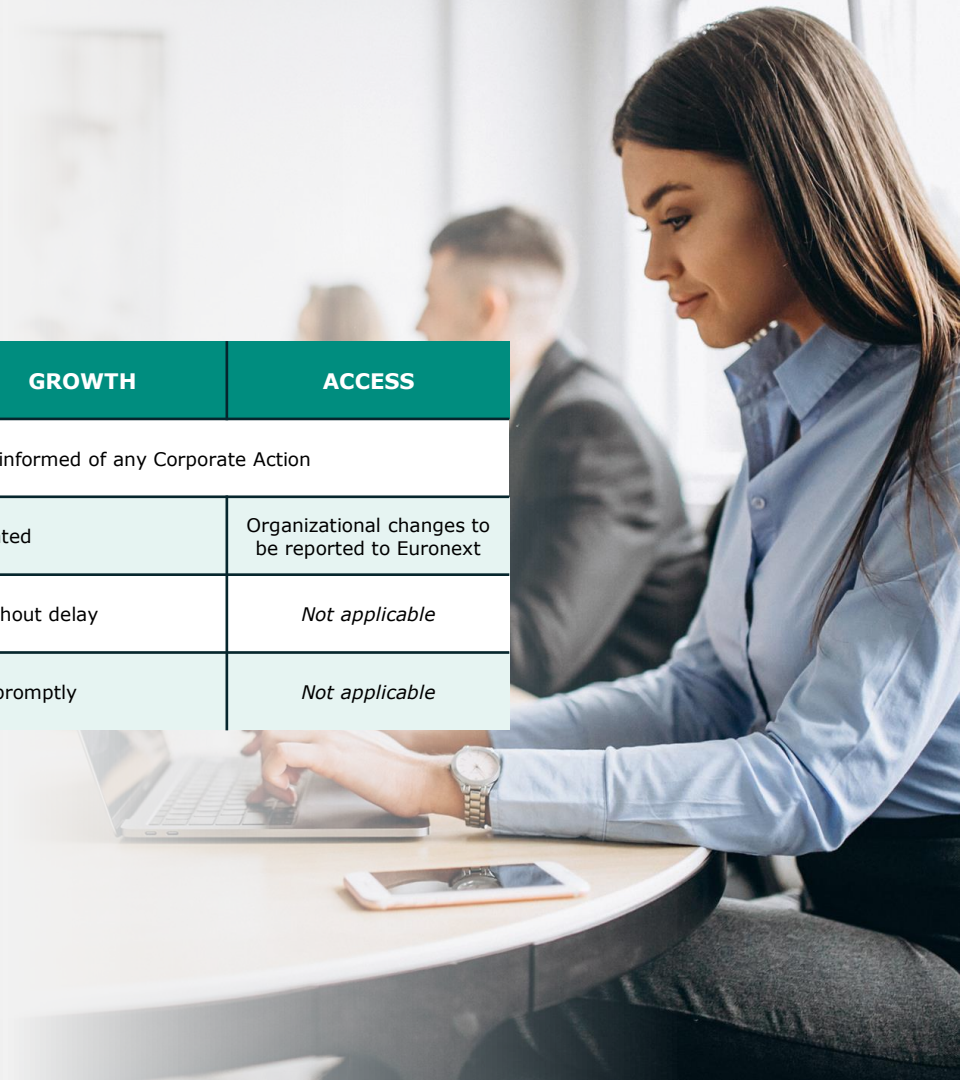 GROWTH ACCESS
informed of any Corporate Action
Organizational changes to
be reported to Euronext
hout delay Not applicable
promptly Not applicable